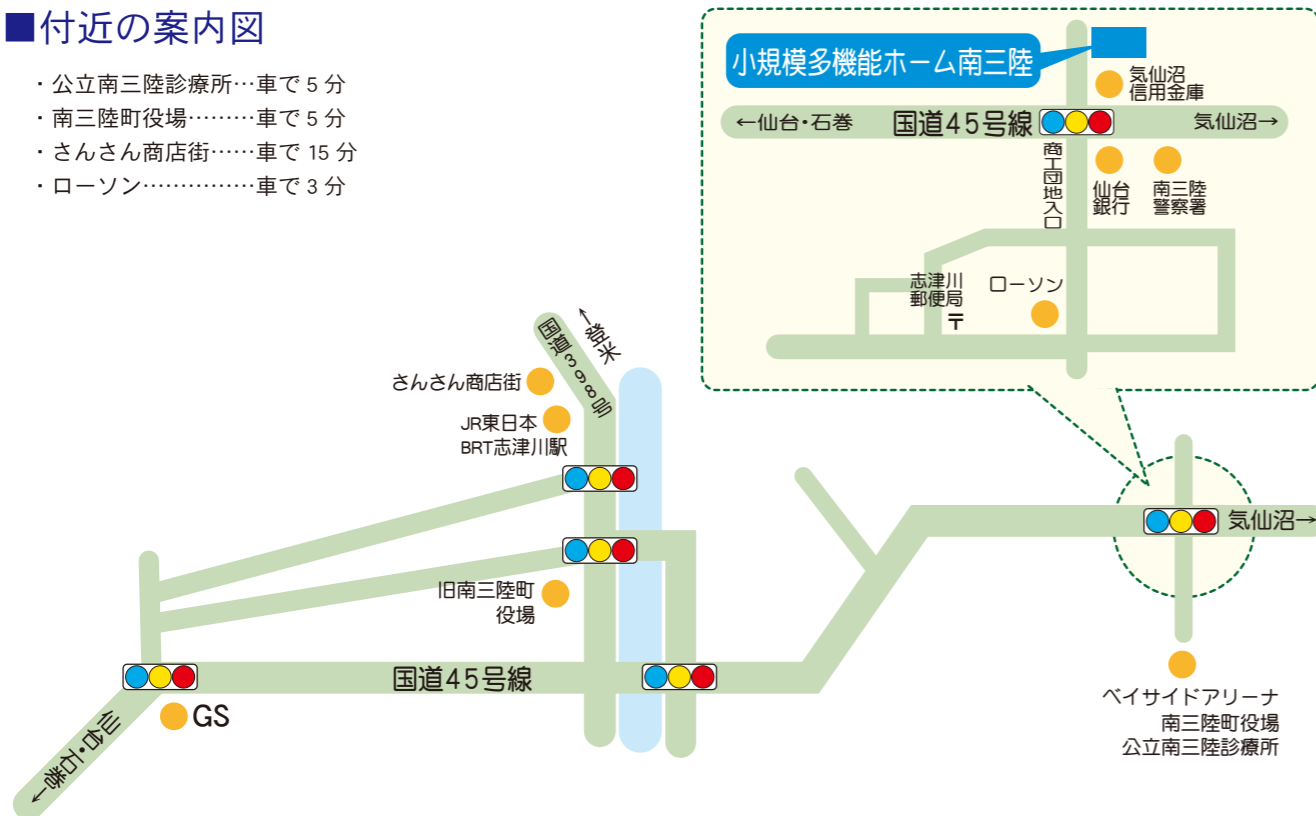 ■付近の案内図
・公立南三陸診療所…車で5分
・南三陸町役場………車で5分
・さんさん商店街……車で15分
・ローソン……………車で3分
小規模多機能ホーム南三陸
気仙沼
信用金庫
←仙台・石巻
国道45号線
気仙沼→
商工団地入口
仙台
銀行
南三陸
警察署
志津川
郵便局
〒
ローソン
国道398号
←登米
さんさん商店街
JR東日本
BRT志津川駅
気仙沼→
旧南三陸町
役場
国道45号線
GS
仙台・石巻←
ベイサイドアリーナ
南三陸町役場
公立南三陸診療所